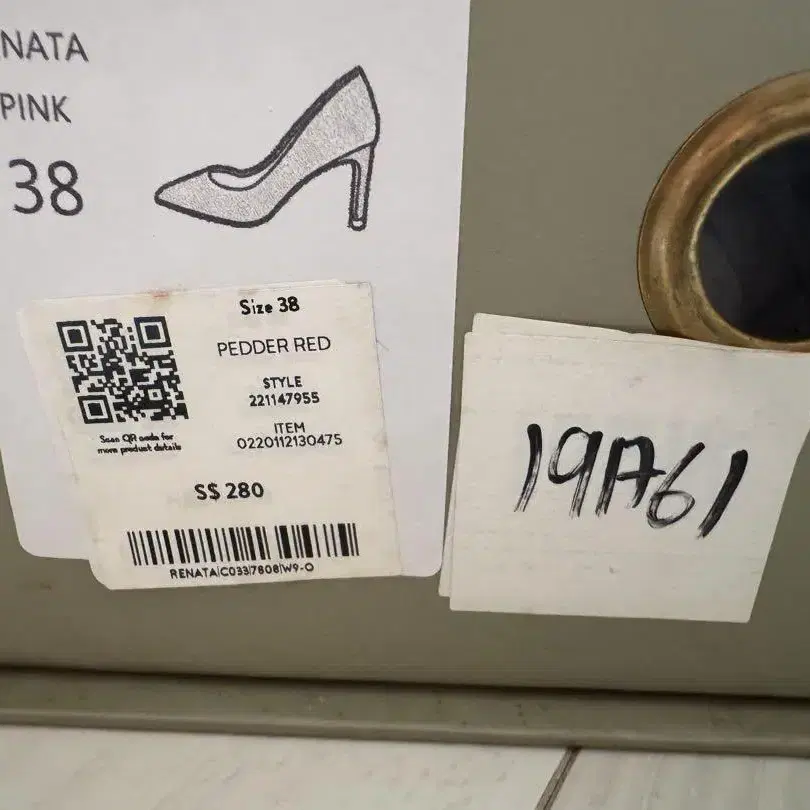 NATA
PINK
38
Size 38
PEDDER RED
STYLE
221147955
ITEM
0220112130475
Scan QR code for
more product details
S$ 280
RENATA|C033|7808|W9-O
19A61